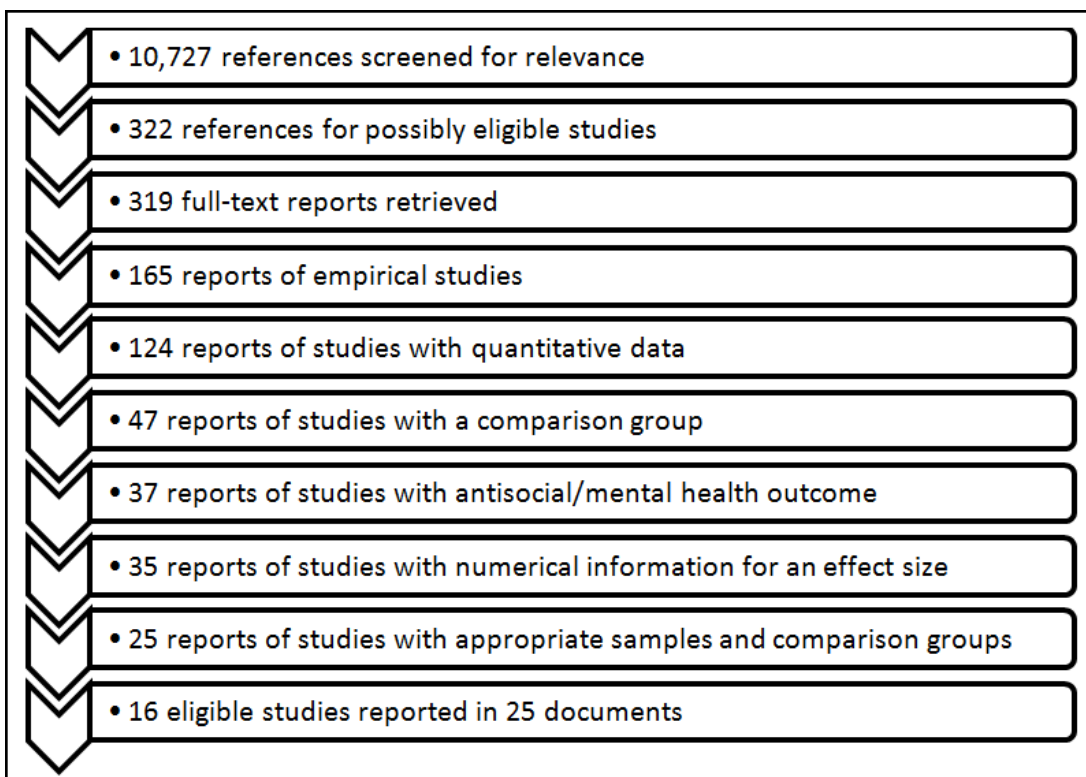 • 10,727 references screened for relevance
• 322 references for possibly eligible studies
• 319 full-text reports retrieved
• 165 reports of empirical studies
• 124 reports of studies with quantitative data
• 47 reports of studies with a comparison group
• 37 reports of studies with antisocial/mental health outcome
• 35 reports of studies with numerical information for an effect size
• 25 reports of studies with appropriate samples and comparison groups
• 16 eligible studies reported in 25 documents